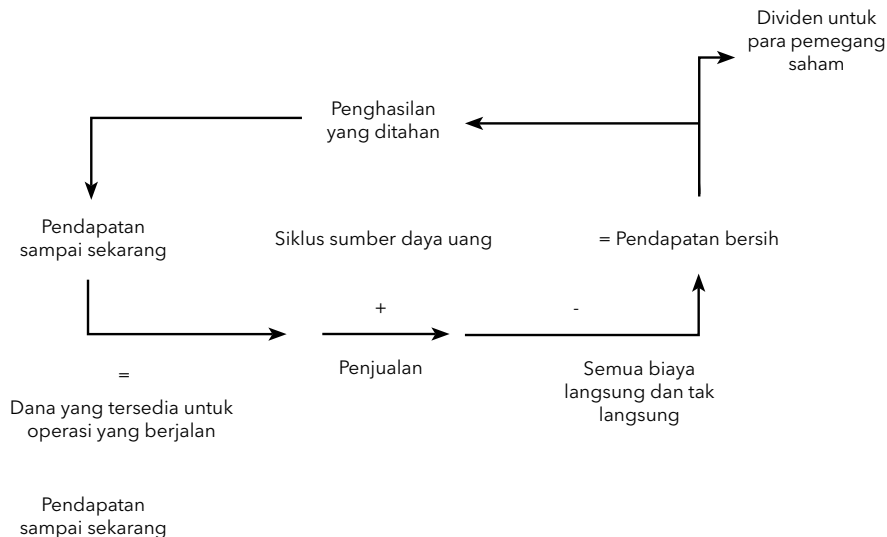 Dividen untuk
para pemegang
saham
Penghasilan
yang ditahan
Pendapatan
sampai sekarang
Siklus sumber daya uang
= Pendapatan bersih
+
-
Penjualan
Semua biaya
langsung dan tak
langsung
=
Dana yang tersedia untuk
operasi yang berjalan
Pendapatan
sampai sekarang